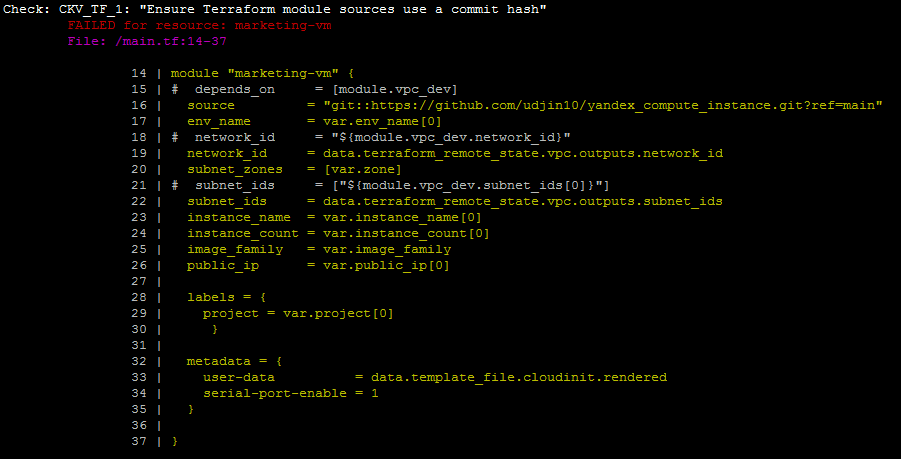 Check: CKV_TF_1: "Ensure Terraform module sources use a commit hash"
        FAILED for resource: marketing-vm
        File: /main.tf:14-37

                14 | module "marketing-vm" {
                15 | #  depends_on     = [module.vpc_dev]
                16 |   source         = "git::https://github.com/udjin10/yandex_compute_instance.git?ref=main"
                17 |   env_name       = var.env_name[0]
                18 | #  network_id     = "${module.vpc_dev.network_id}"
                19 |   network_id     = data.terraform_remote_state.vpc.outputs.network_id
                20 |   subnet_zones   = [var.zone]
                21 | #  subnet_ids     = ["${module.vpc_dev.subnet_ids[0]}"]
                22 |   subnet_ids     = data.terraform_remote_state.vpc.outputs.subnet_ids
                23 |   instance_name  = var.instance_name[0]
                24 |   instance_count = var.instance_count[0]
                25 |   image_family   = var.image_family
                26 |   public_ip      = var.public_ip[0]
                27 |
                28 |   labels = {
                29 |     project = var.project[0]
                30 |      }
                31 |
                32 |   metadata = {
                33 |     user-data          = data.template_file.cloudinit.rendered
                34 |     serial-port-enable = 1
                35 |   }
                36 |
                37 | }